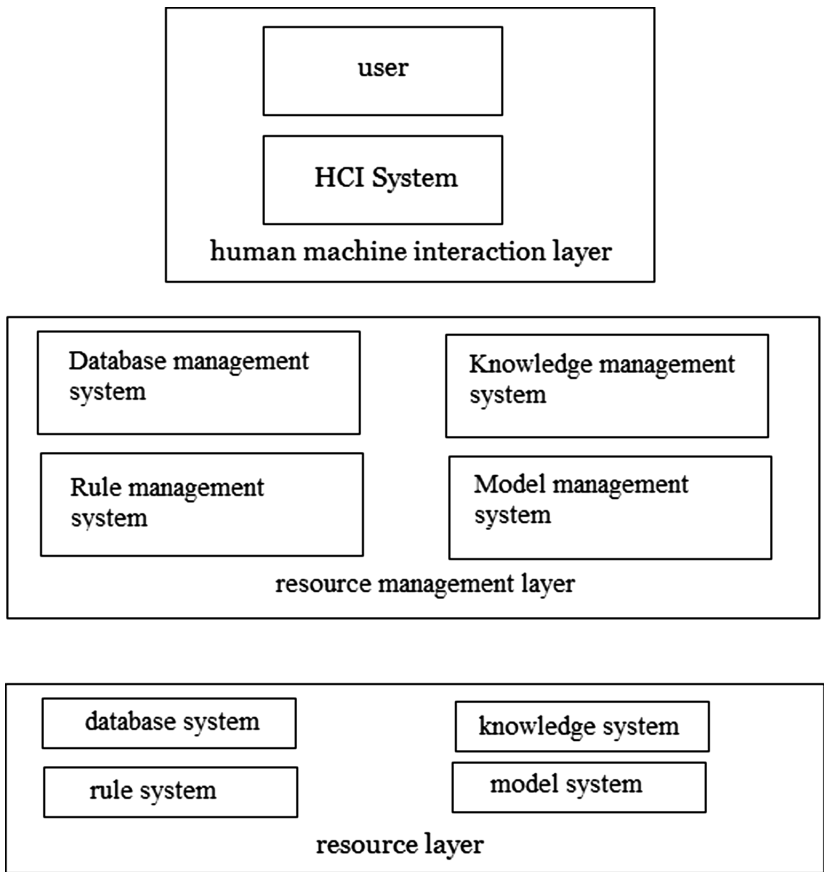 user
HCI System
human machine interaction layer
Database management
system
Knowledge management
system
Rule management
system
Model management
system
resource management layer
database system
knowledge system
rule system
model system
resource layer